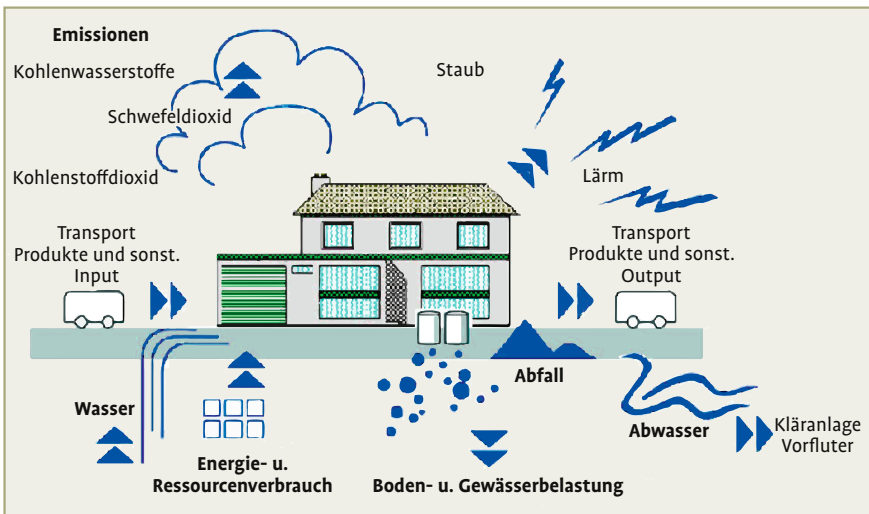 Emissionen
Kohlenwasserstoffe
Staub
Schwefeldioxid
Kohlenstoffdioxid
Lärm
Transport
Produkte und sonst.
Input
Transport
Produkte und sonst.
Output
Wasser
Energie- u.
Ressourcenverbrauch
Boden- u. Gewässerbelastung
Abfall
Abwasser
Kläranlage
Vorfluter